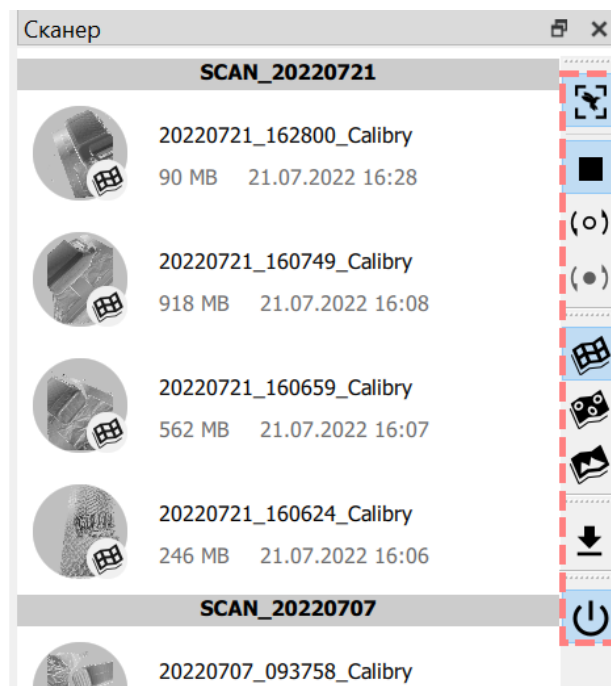 Сканер
SCAN_20220721
20220721_162800_Calibry
90 MB 21.07.2022 16:28
20220721_160749_Calibry
918 MB 21.07.2022 16:08
20220721_160659_Calibry
562 MB 21.07.2022 16:07
20220721_160624_Calibry
246 MB 21.07.2022 16:06
SCAN_20220707
20220707_093758_Calibry